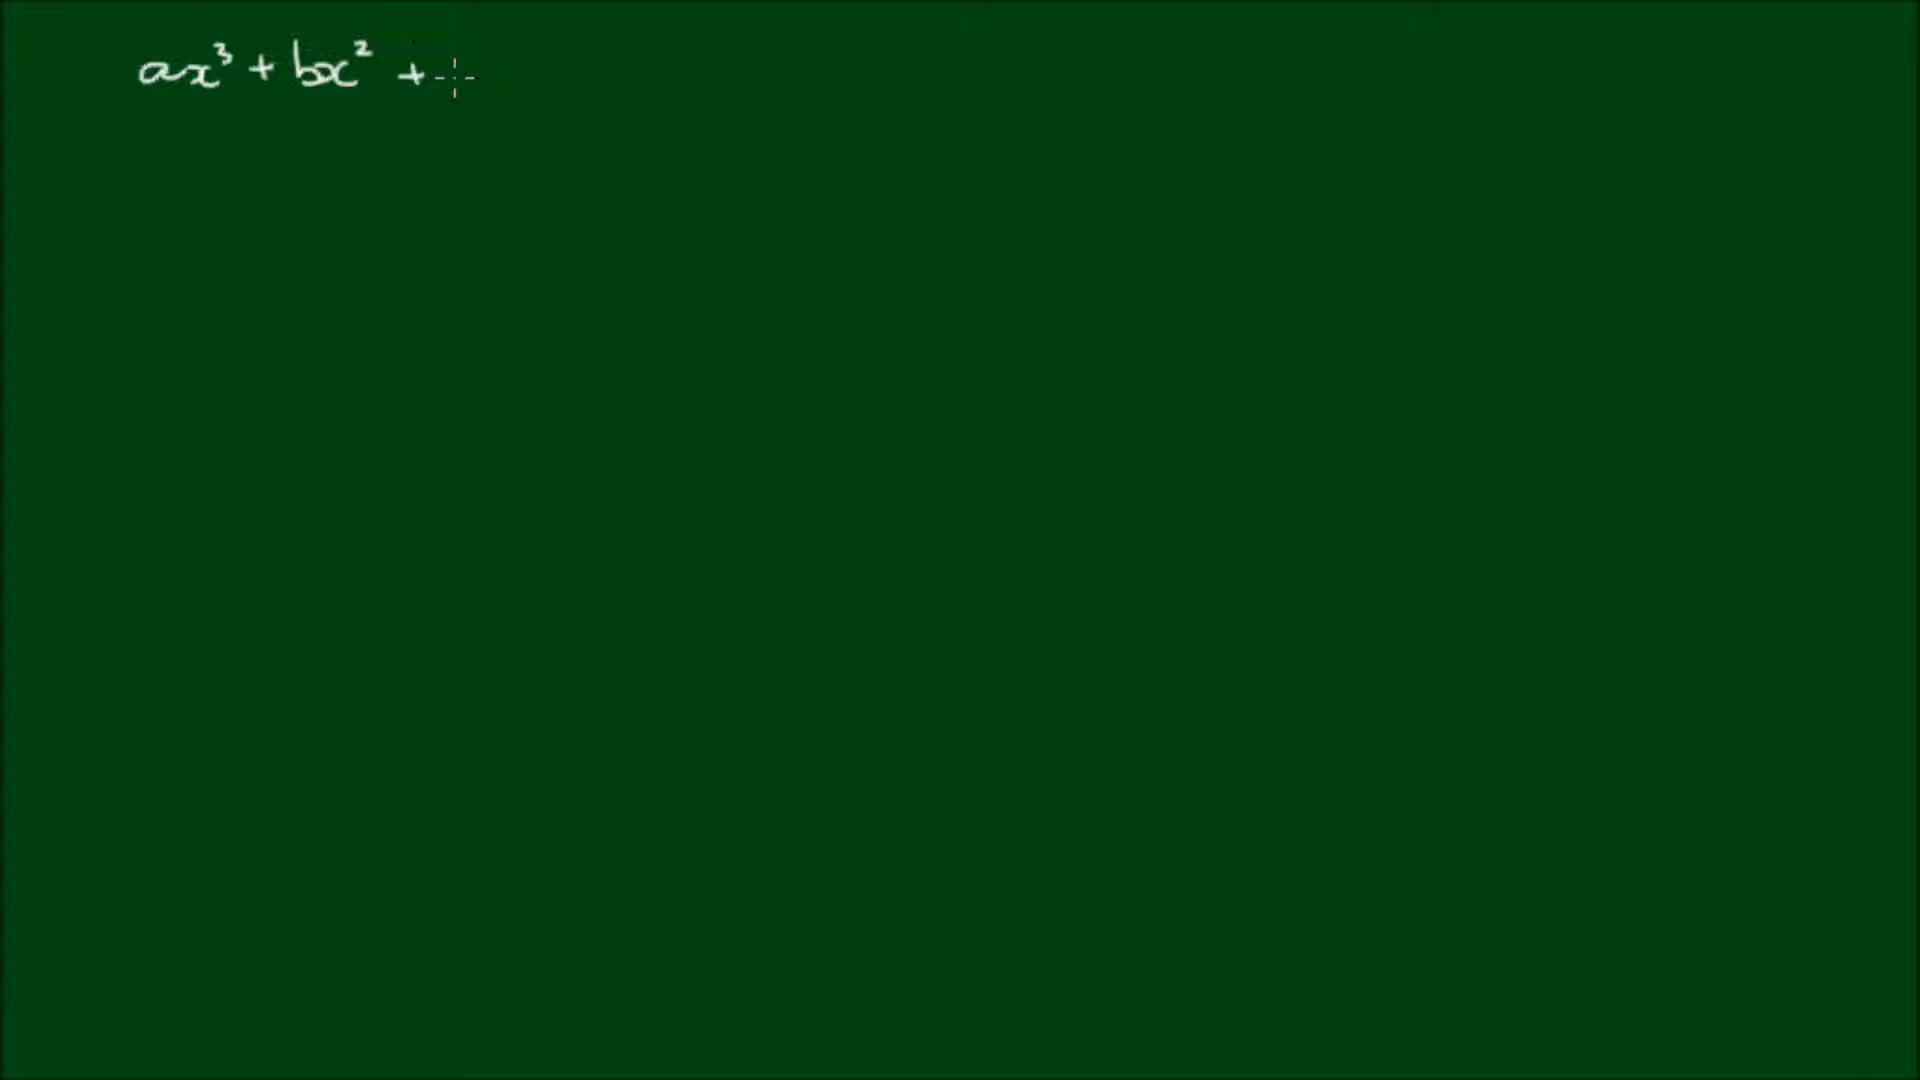 ax³ + bx² +